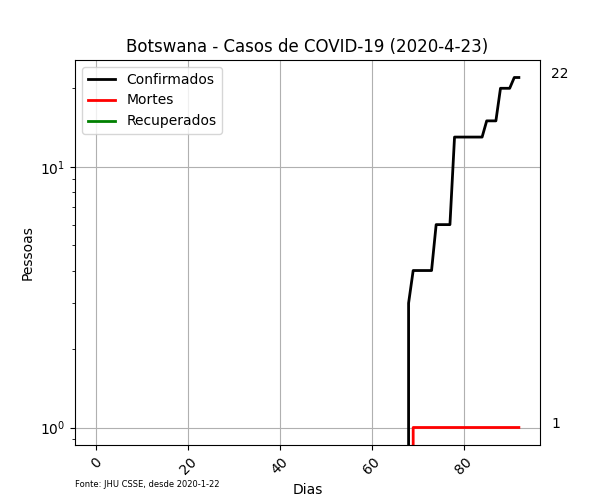 Botswana - Casos de COVID-19 (2020-4-23)
Confirmados
Mortes
Recuperados
22
10¹
Pessoas
1
10⁰
0 20 40 60 80
Dias
Fonte: JHU CSSE, desde 2020-1-22